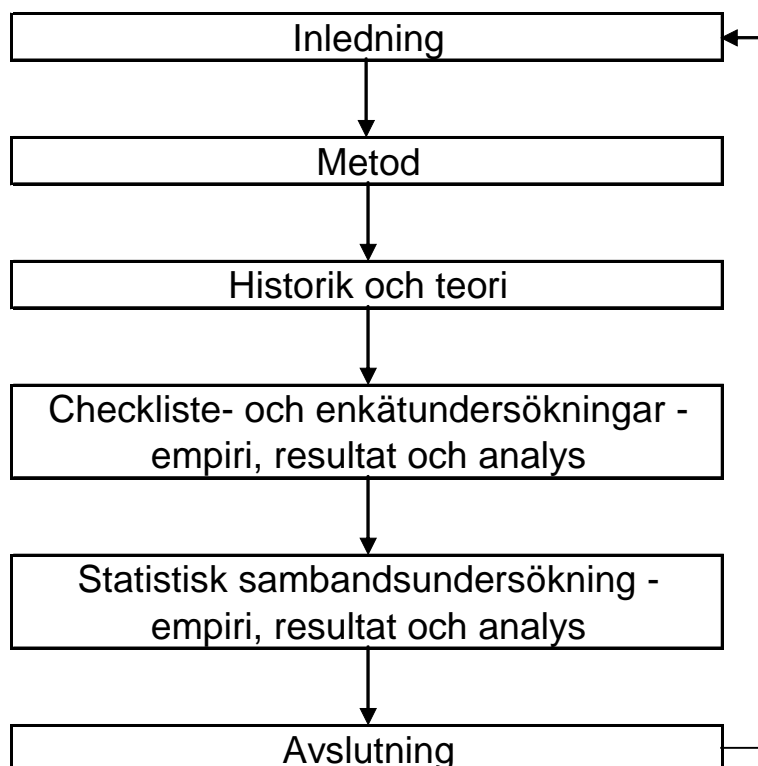 Inledning
Metod
Historik och teori
Checkliste- och enkätundersökningar -
empiri, resultat och analys
Statistisk sambandsundersökning -
empiri, resultat och analys
Avslutning